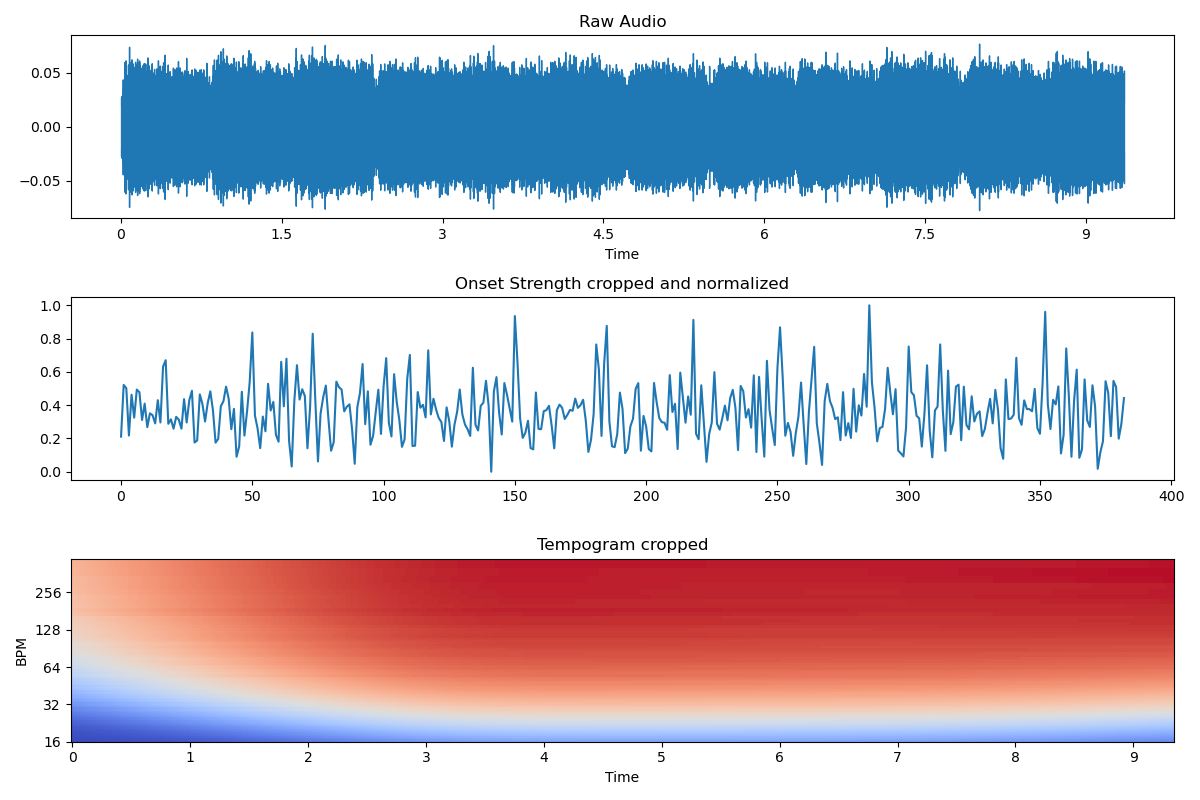 Raw Audio
0.05
0.00
−0.05
0 1.5 3 4.5 6 7.5 9
Time
Onset Strength cropped and normalized
1.0
0.8
0.6
0.4
0.2
0.0
0 50 100 150 200 250 300 350 400
Tempogram cropped
256
128
64
32
16
BPM
0 1 2 3 4 5 6 7 8 9
Time